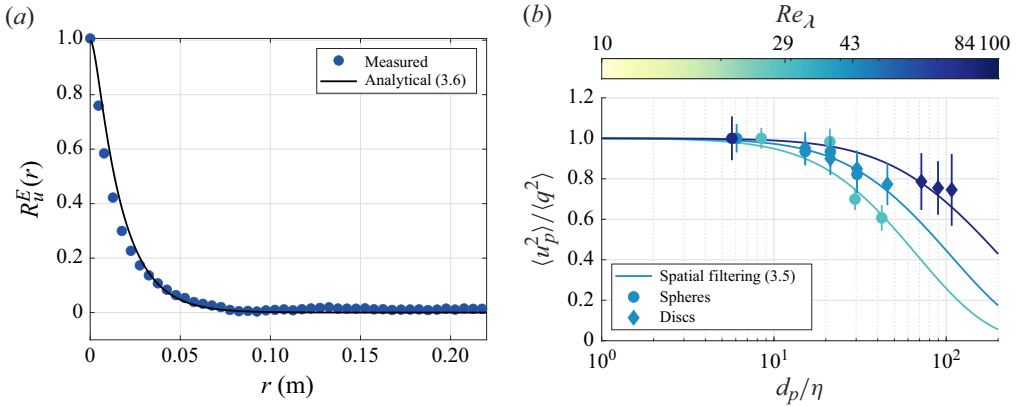 (a)
1.0
0.8
0.6
0.4
0.2
0
R_u^E(r)
0
0.05
0.10
0.15
0.20
r (m)
Measured
Analytical (3.6)
(b)
Re_λ
10
29
43
84
100
1.2
1.0
0.8
0.6
0.4
0.2
0
⟨u_p^2⟩/⟨q^2⟩
10^0
10^1
10^2
d_p/η
Spatial filtering (3.5)
Spheres
Discs